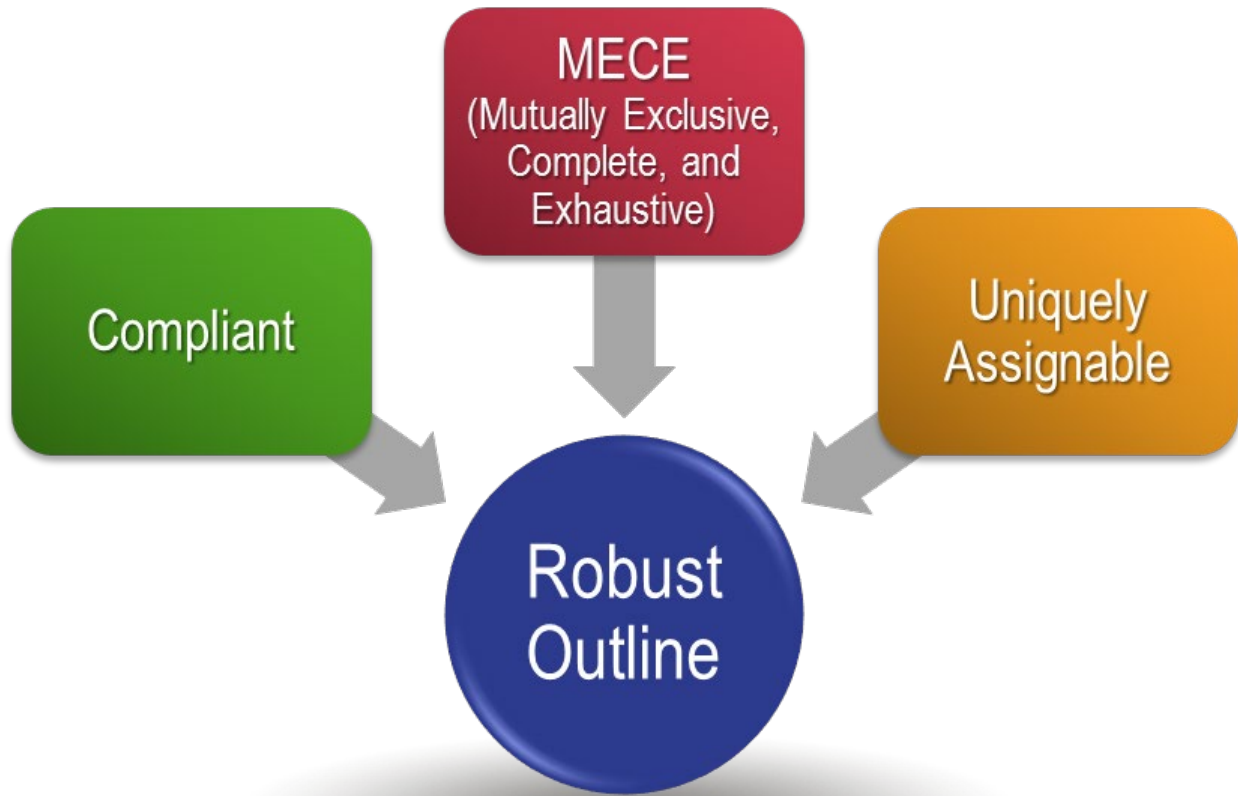 MECE
(Mutually Exclusive,
Complete, and
Exhaustive)
Compliant
Uniquely
Assignable
Robust
Outline